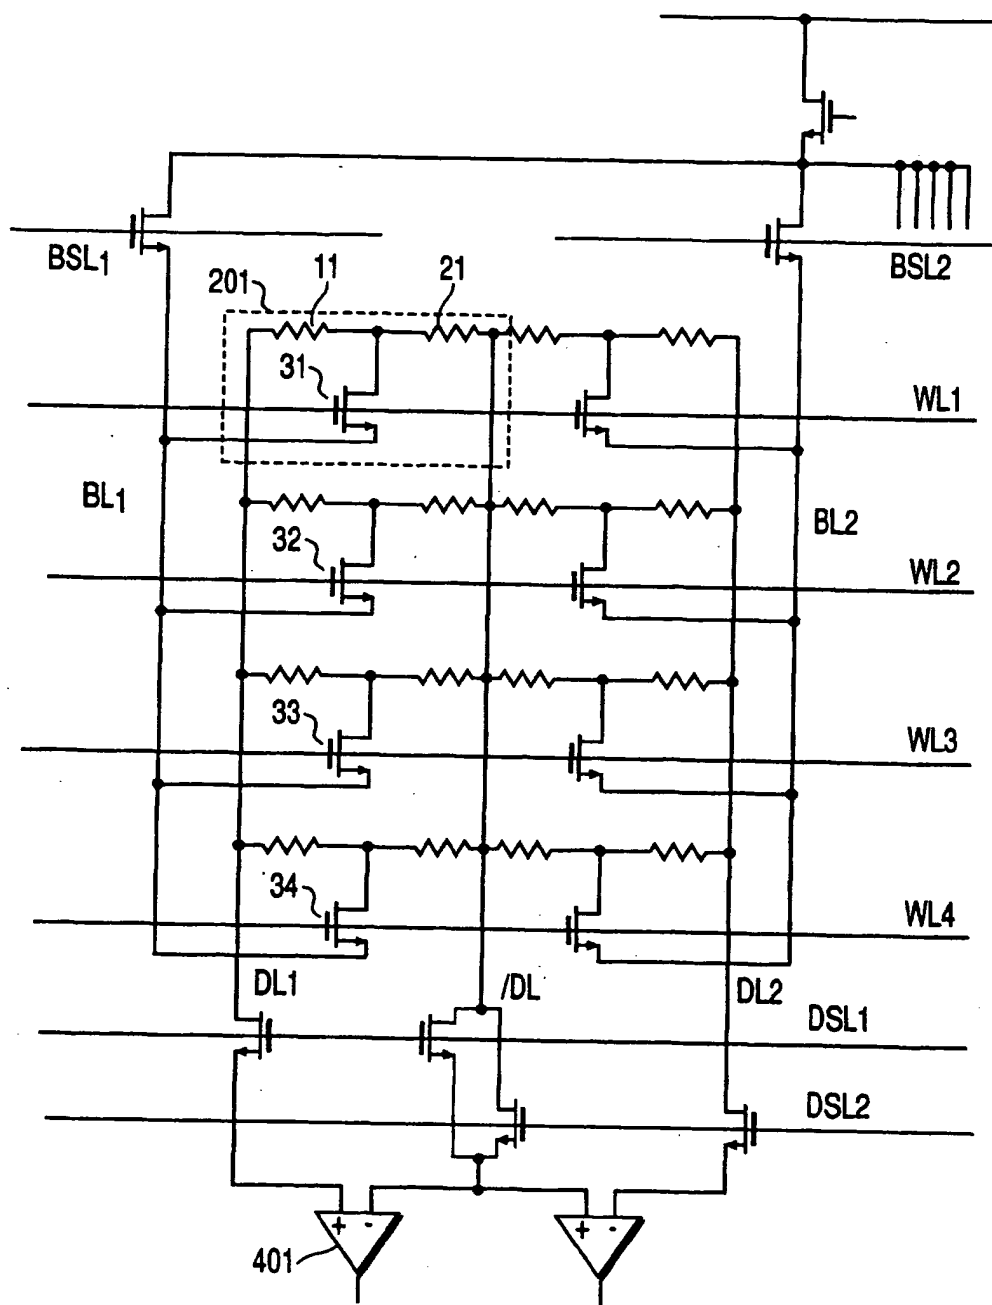 BSL1
BSL2
201
11
21
31
WL1
BL1
BL2
32
WL2
33
WL3
34
WL4
DL1
/DL
DL2
DSL1
DSL2
+ -
+ -
401